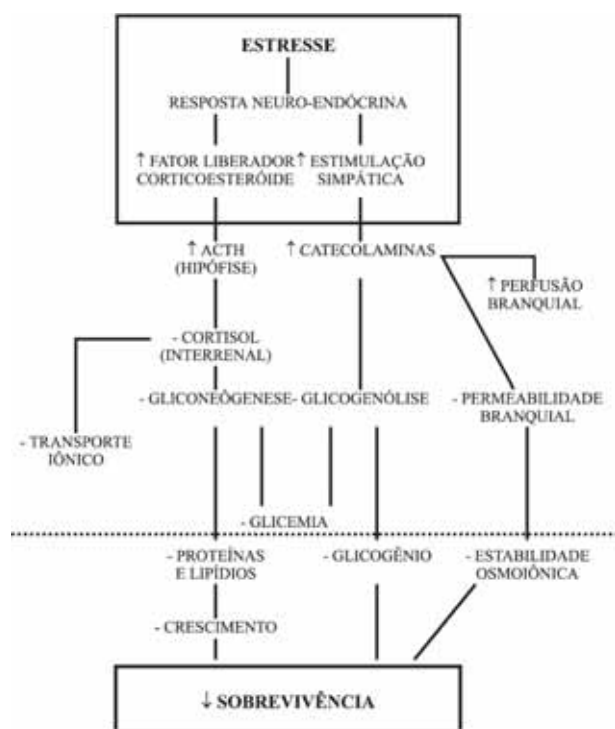 ESTRESSE
RESPOSTA NEURO-ENDÓCRINA
↑ FATOR LIBERADOR
CORTICOESTERÓIDE
↑ ESTIMULAÇÃO
SIMPÁTICA
↑ ACTH
(HIPÓFISE)
↑ CATECOLAMINAS
↑ PERFUSÃO
BRANQUIAL
- CORTISOL
(INTERRENAL)
- GLICONEÔGENESE
- GLICOGENÓLISE
- PERMEABILIDADE
BRANQUIAL
- TRANSPORTE
IÔNICO
- GLICEMIA
- PROTEÍNAS
E LIPÍDIOS
- GLICOGÊNIO
- ESTABILIDADE
OSMOIÔNICA
- CRESCIMENTO
↓ SOBREVIVÊNCIA